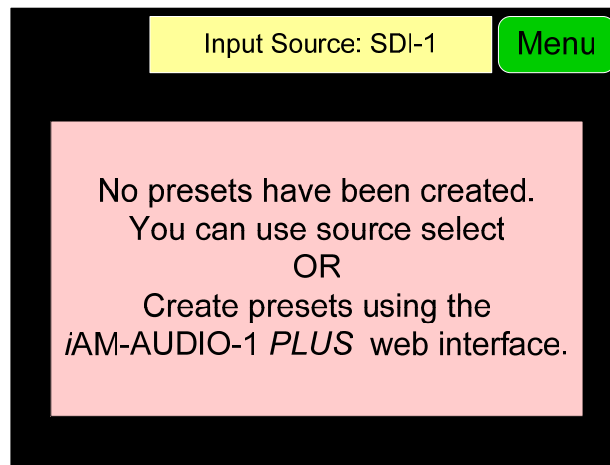 Input Source: SDI-1
Menu
No presets have been created.
You can use source select
OR
Create presets using the
iAM-AUDIO-1 PLUS web interface.